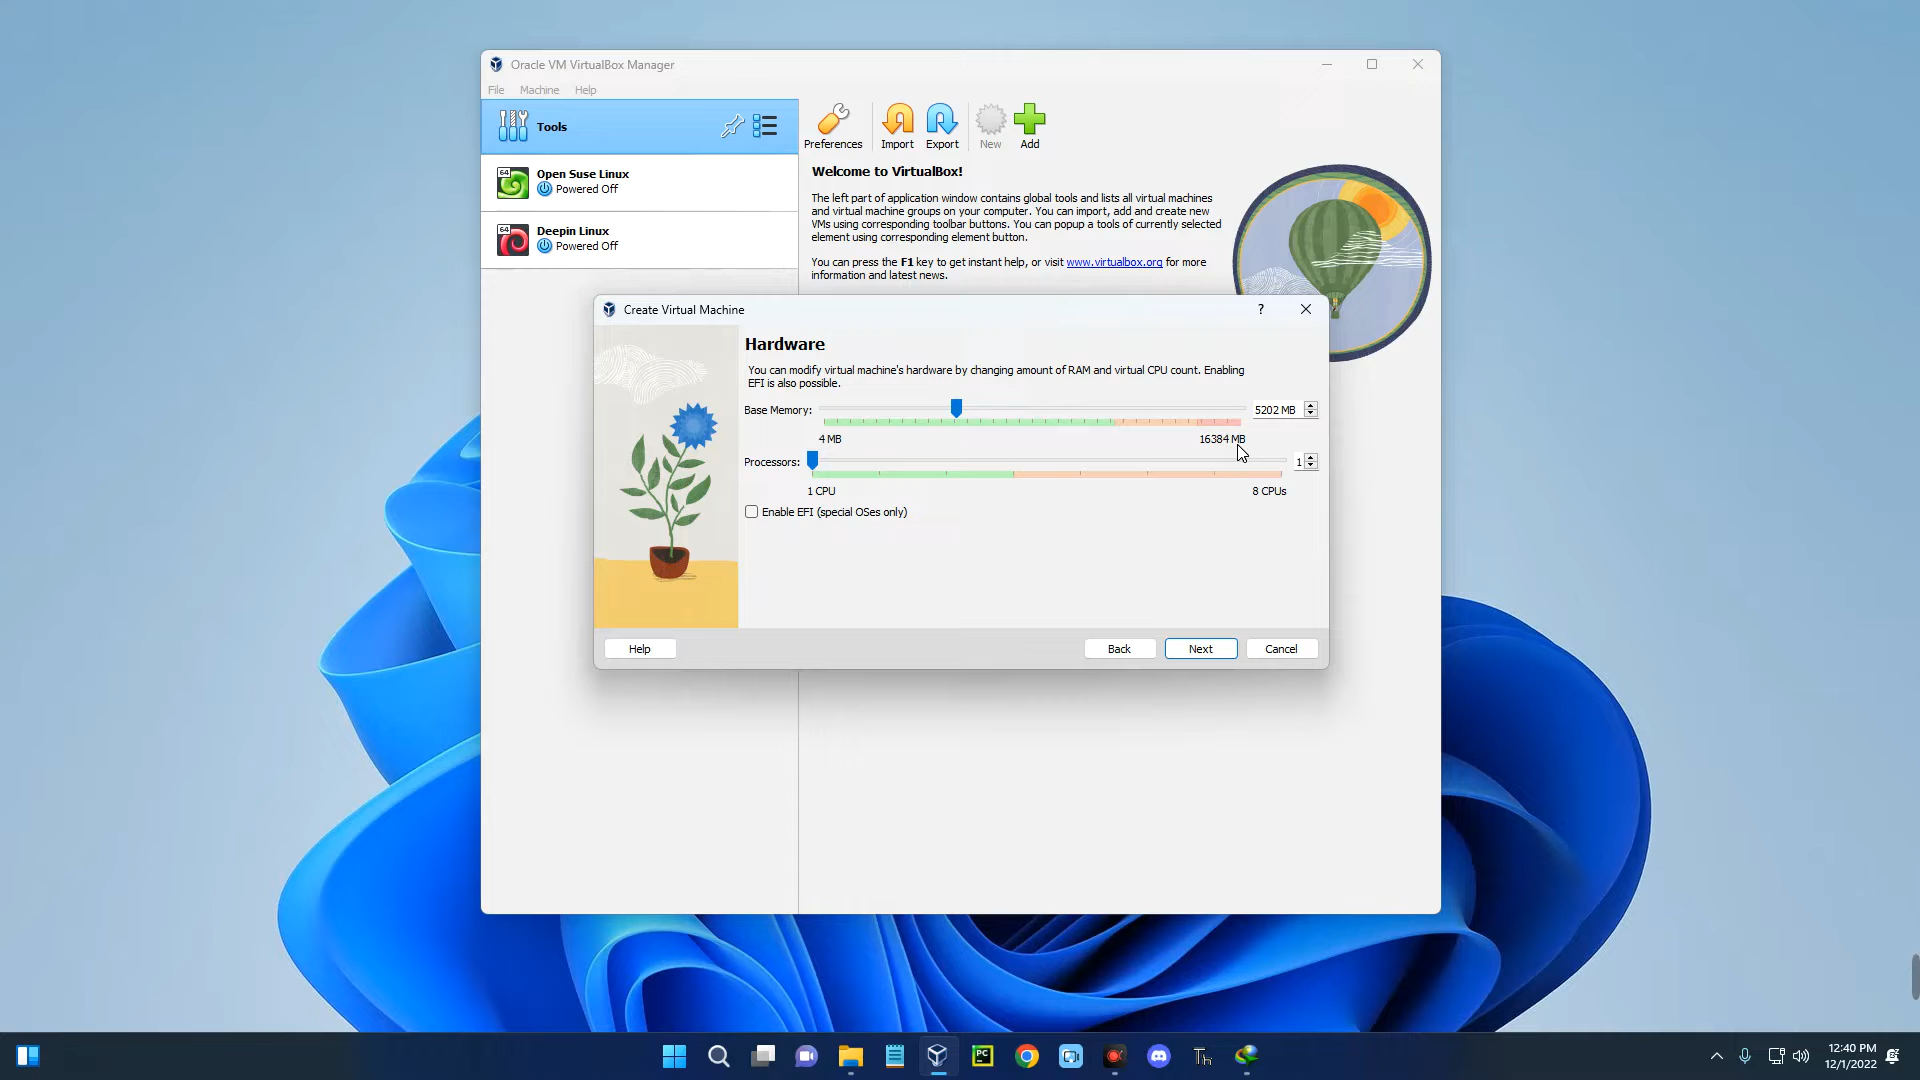 Oracle VM VirtualBox Manager
File Machine Help
Tools
Preferences Import Export New Add
64
Open Suse Linux
Powered Off
64
Deepin Linux
Powered Off
Welcome to VirtualBox!
The left part of application window contains global tools and lists all virtual machines
and virtual machine groups on your computer. You can import, add and create new
VMs using corresponding toolbar buttons. You can popup a tools of currently selected
element using corresponding element button.
You can press the F1 key to get instant help, or visit www.virtualbox.org for more
information and latest news.
Create Virtual Machine
?
Hardware
You can modify virtual machine's hardware by changing amount of RAM and virtual CPU count. Enabling
EFI is also possible.
Base Memory: 5202 MB
4 MB 16384 MB
Processors: 1
1 CPU 8 CPUs
Enable EFI (special OSes only)
Help Back Next Cancel
PC
Th
12:40 PM
12/1/2022